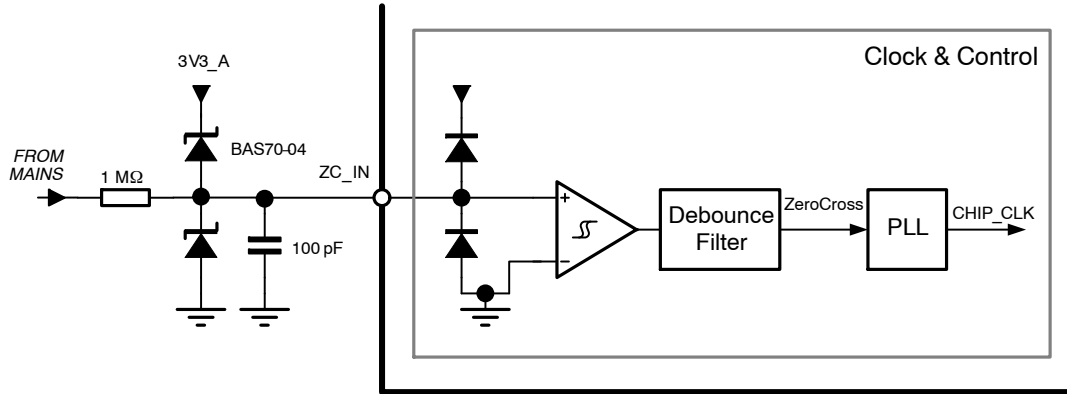 Clock & Control
3V3_A
BAS70-04
FROM
MAINS
1 MΩ
ZC_IN
100 pF
+
−
Debounce
Filter
ZeroCross
PLL
CHIP_CLK